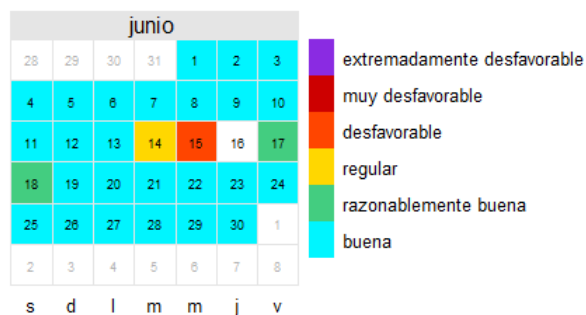 junio
28 29 30 31 1 2 3
4 5 6 7 8 9 10
11 12 13 14 15 16 17
18 19 20 21 22 23 24
25 26 27 28 29 30 1
2 3 4 5 6 7 8
s d l m m j v
extremadamente desfavorable
muy desfavorable
desfavorable
regular
razonablemente buena
buena